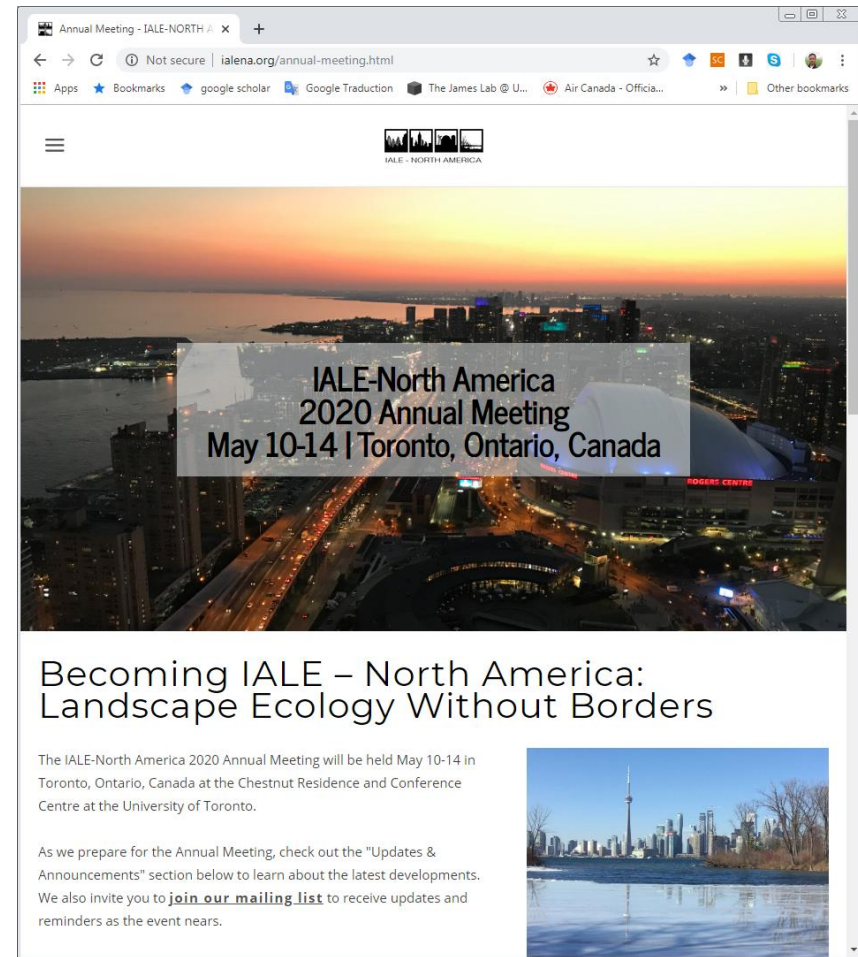 Annual Meeting - IALE-NORTH A
Not secure | ialena.org/annual-meeting.html
SC
S
Apps Bookmarks google scholar Google Traduction The James Lab @ U... Air Canada - Officia... » Other bookmarks
IALE - NORTH AMERICA
IALE-North America
2020 Annual Meeting
May 10-14 | Toronto, Ontario, Canada
ROGERS CENTRE
Becoming IALE – North America:
Landscape Ecology Without Borders
The IALE-North America 2020 Annual Meeting will be held May 10-14 in
Toronto, Ontario, Canada at the Chestnut Residence and Conference
Centre at the University of Toronto.
As we prepare for the Annual Meeting, check out the "Updates &
Announcements" section below to learn about the latest developments.
We also invite you to join our mailing list to receive updates and
reminders as the event nears.